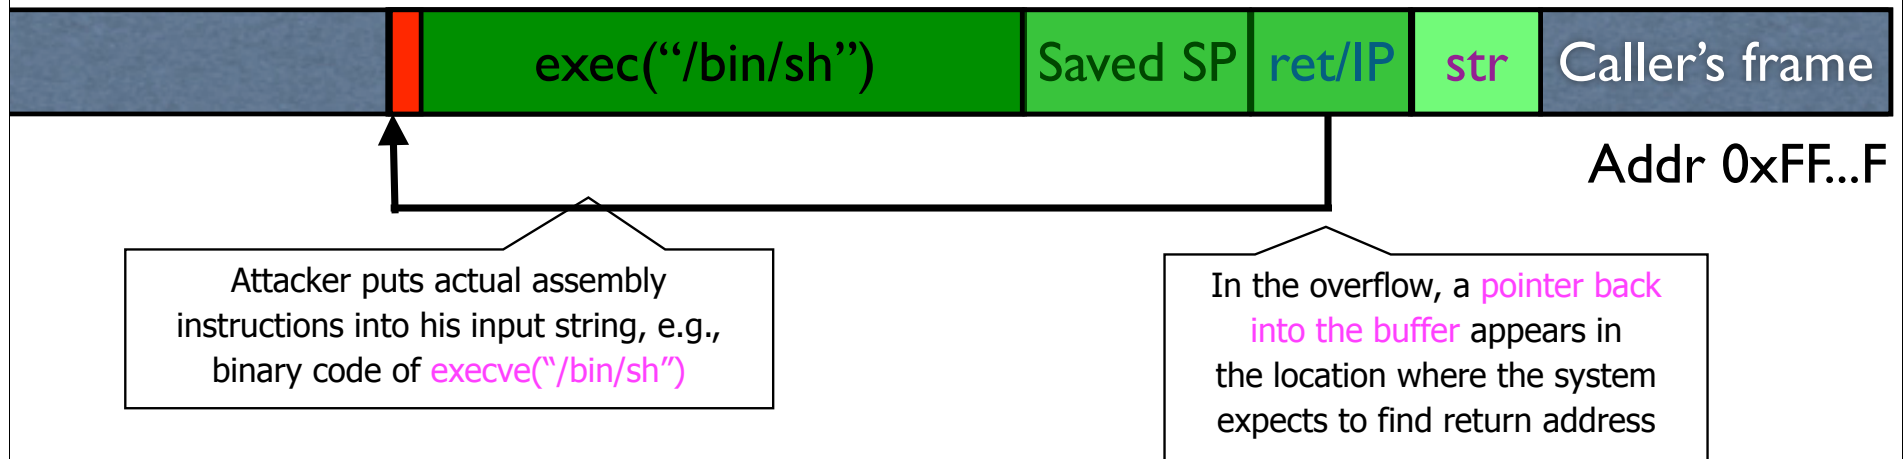 exec(“/bin/sh”) Saved SP ret/IP str Caller’s frame
Addr 0xFF...F
Attacker puts actual assembly
instructions into his input string, e.g.,
binary code of execve(“/bin/sh”)
In the overflow, a pointer back
into the buffer appears in
the location where the system
expects to find return address